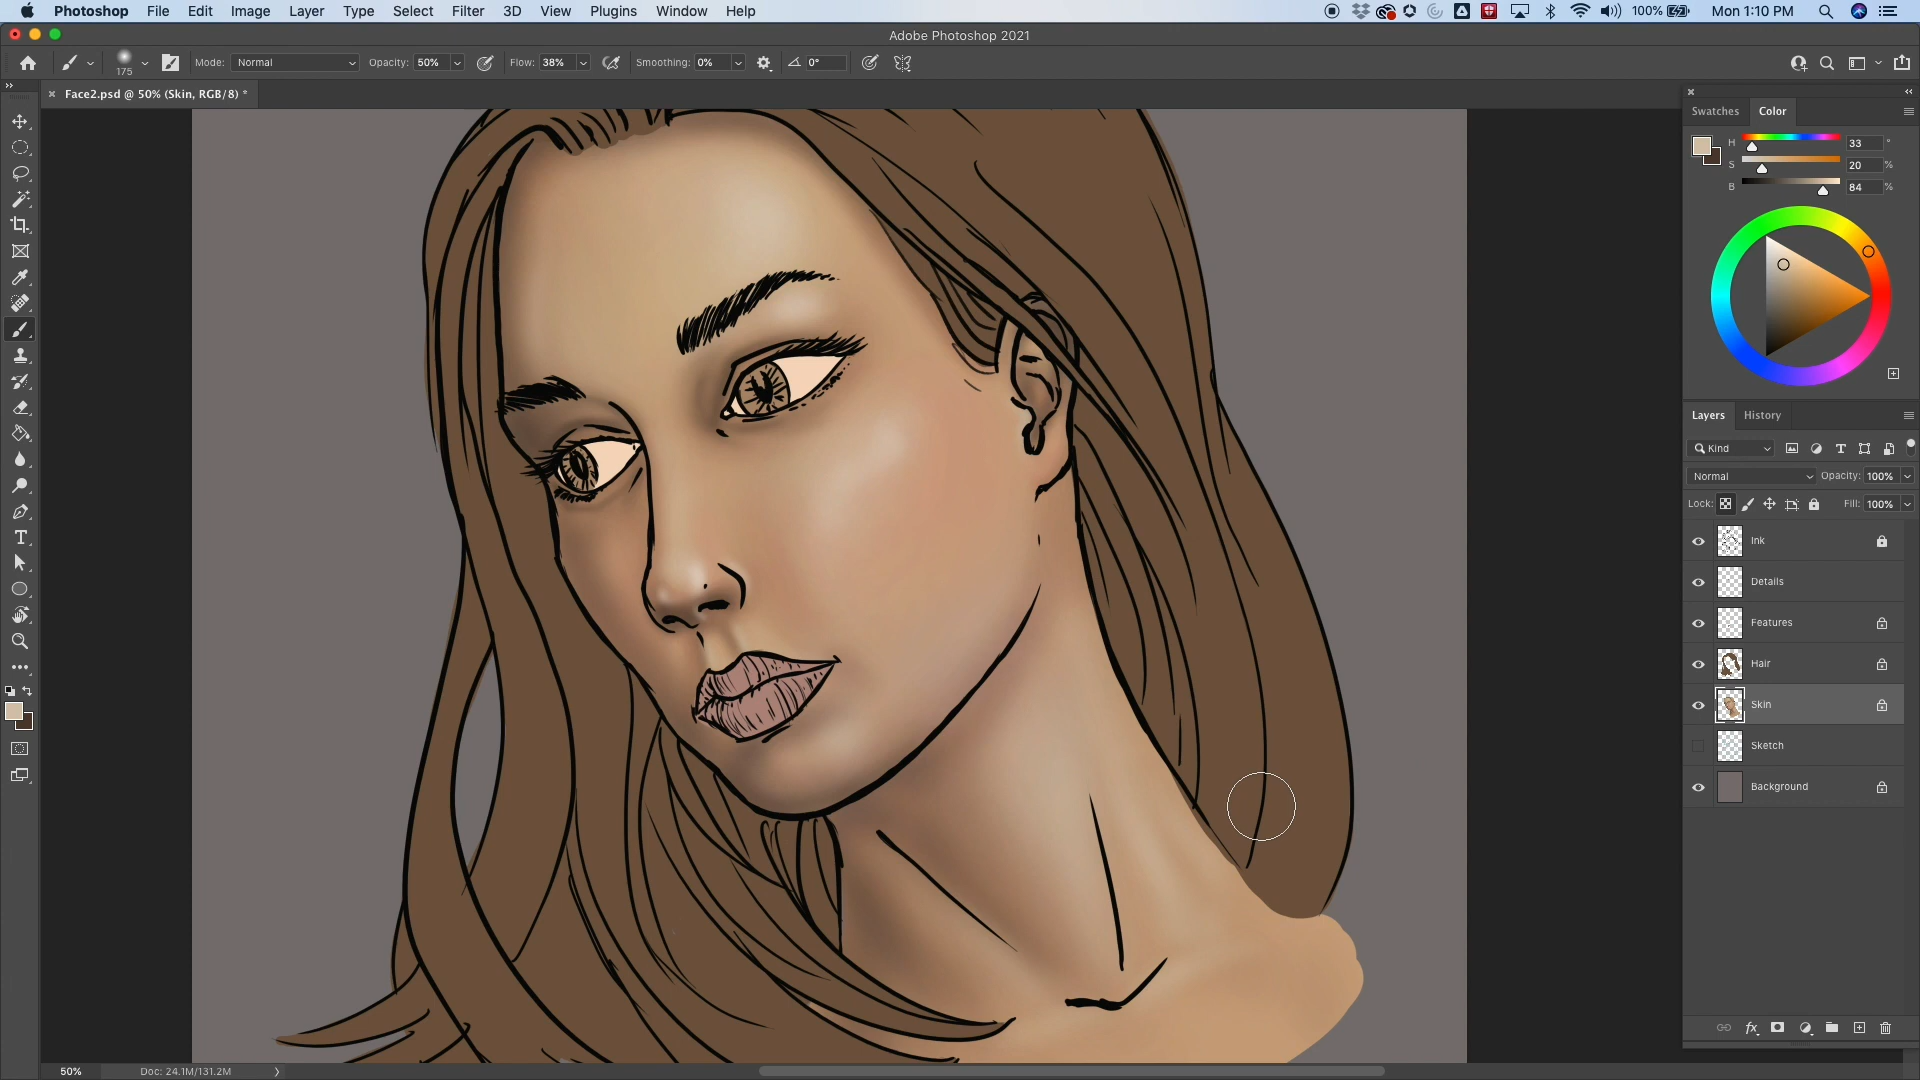 Photoshop File Edit Image Layer Type Select Filter 3D View Plugins Window Help 100% Mon 1:10 PM
Adobe Photoshop 2021
175 Mode: Normal Opacity: 50% Flow: 38% Smoothing: 0% 0°
Face2.psd @ 50% (Skin, RGB/8) *
Swatches Color
H 33 °
S 20 %
B 84 %
Layers History
Kind
Normal Opacity: 100%
Lock: Fill: 100%
Ink
Details
Features
Hair
Skin
Sketch
Background
50% Doc: 24.1M/131.2M